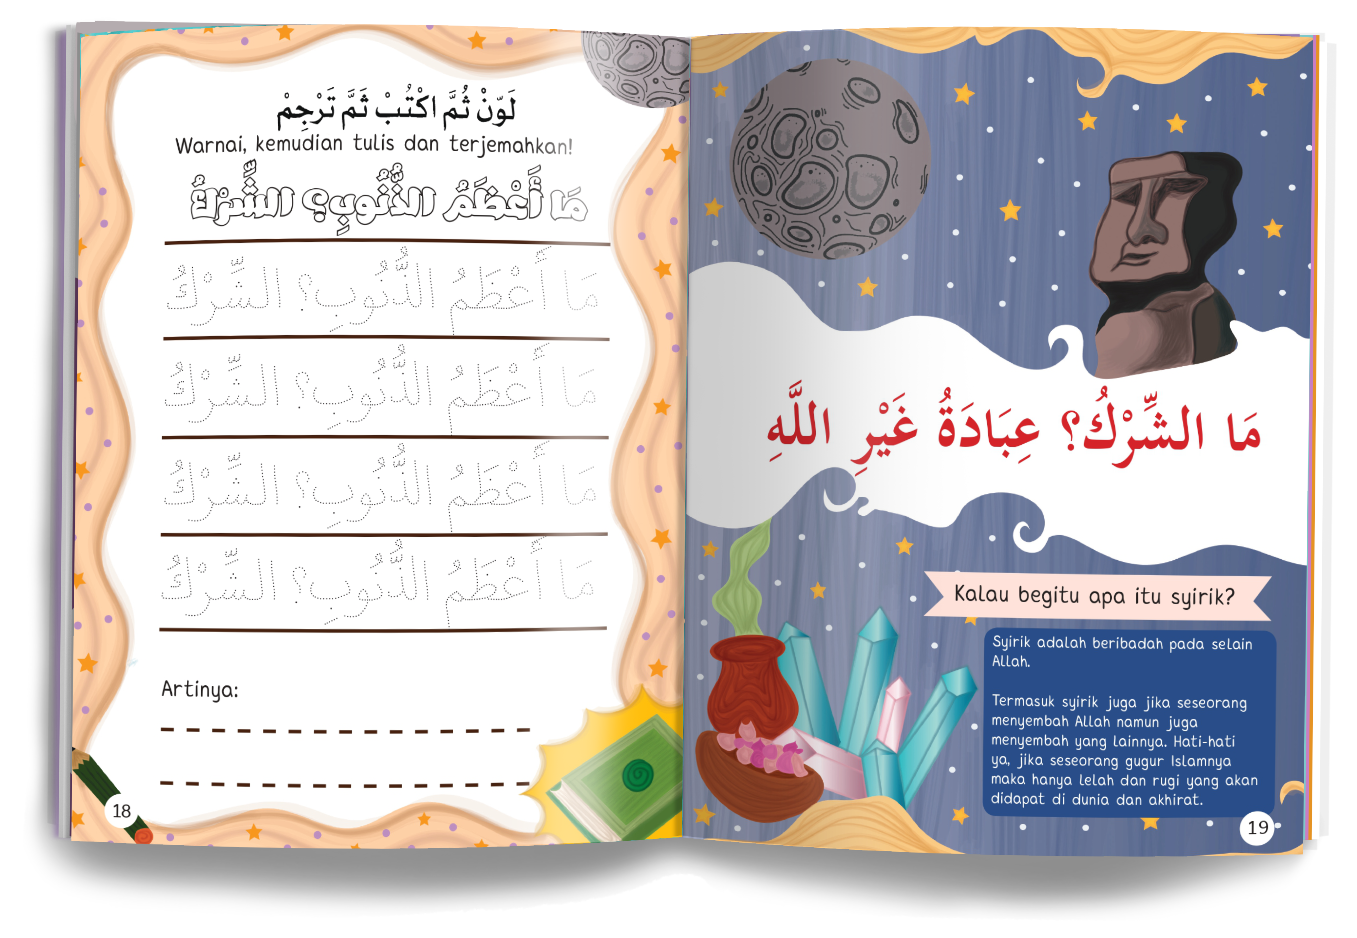 لَوّنْ ثُمَّ اكْتُبْ ثَمَّ تَرْجِمْ
Warnai, kemudian tulis dan terjemahkan!
مَا أَعْظَمُ الذُّنُوبِ؟ الشِّرْكُ
مَا أَعْظَمُ الذُّنُوبِ؟ الشِّرْكُ
مَا أَعْظَمُ الذُّنُوبِ؟ الشِّرْكُ
مَا أَعْظَمُ الذُّنُوبِ؟ الشِّرْكُ
مَا أَعْظَمُ الذُّنُوبِ؟ الشِّرْكُ
Artinya:
18
مَا الشِّرْكُ؟ عِبَادَةُ غَيْرِ اللَّهِ
Kalau begitu apa itu syirik?
Syirik adalah beribadah pada selain
Allah.
Termasuk syirik juga jika seseorang
menyembah Allah namun juga
menyembah yang lainnya. Hati-hati
ya, jika seseorang gugur Islamnya
maka hanya lelah dan rugi yang akan
didapat di dunia dan akhirat.
19